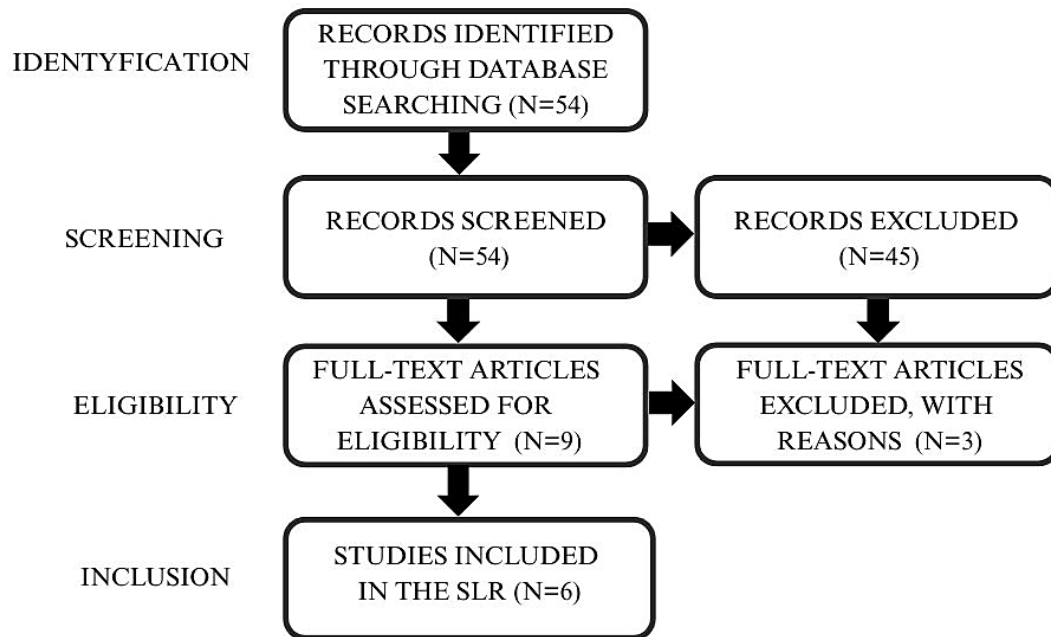 IDENTYFICATION
RECORDS IDENTIFIED
THROUGH DATABASE
SEARCHING (N=54)
SCREENING
RECORDS SCREENED
(N=54)
RECORDS EXCLUDED
(N=45)
ELIGIBILITY
FULL-TEXT ARTICLES
ASSESSED FOR
ELIGIBILITY (N=9)
FULL-TEXT ARTICLES
EXCLUDED, WITH
REASONS (N=3)
INCLUSION
STUDIES INCLUDED
IN THE SLR (N=6)